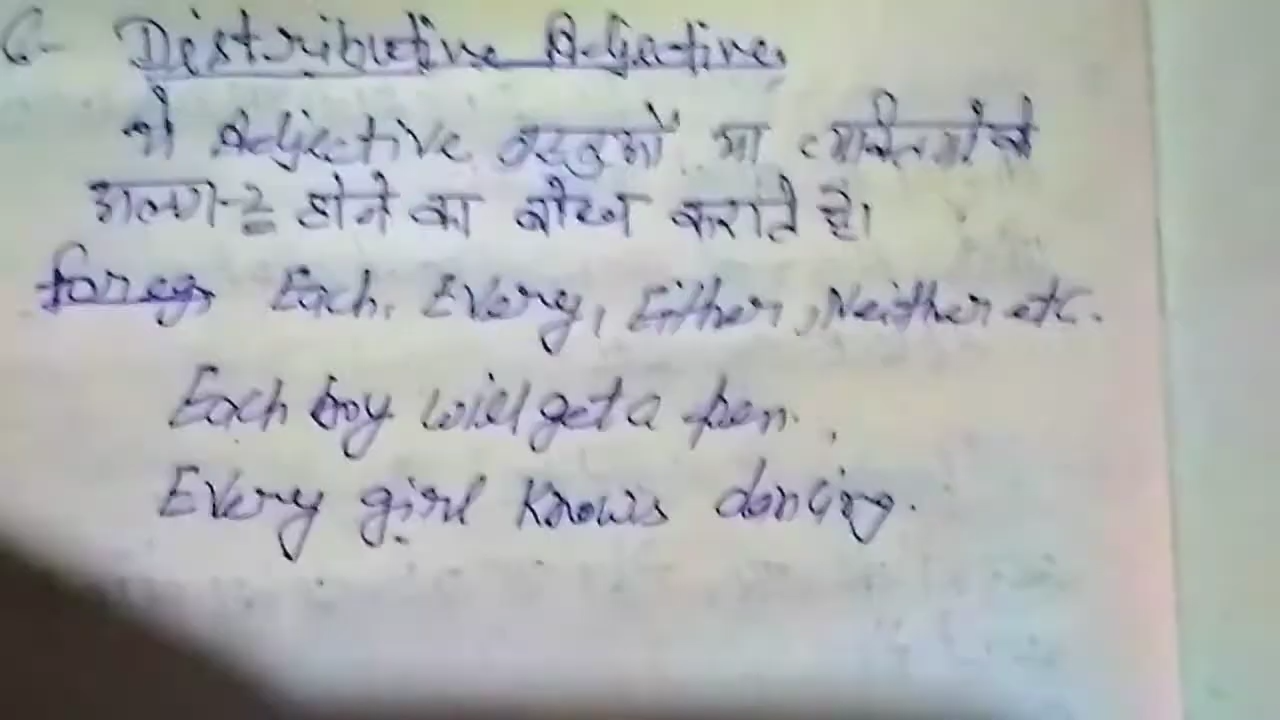 6- Distributive Adjective.
वे Adjective वस्तुओं या व्यक्तियों के
अलग-२ होने का बोध कराते है।
for eg, Each, Every, Either, Neither etc.
Each boy will get a pen.
Every girl knows dancing.